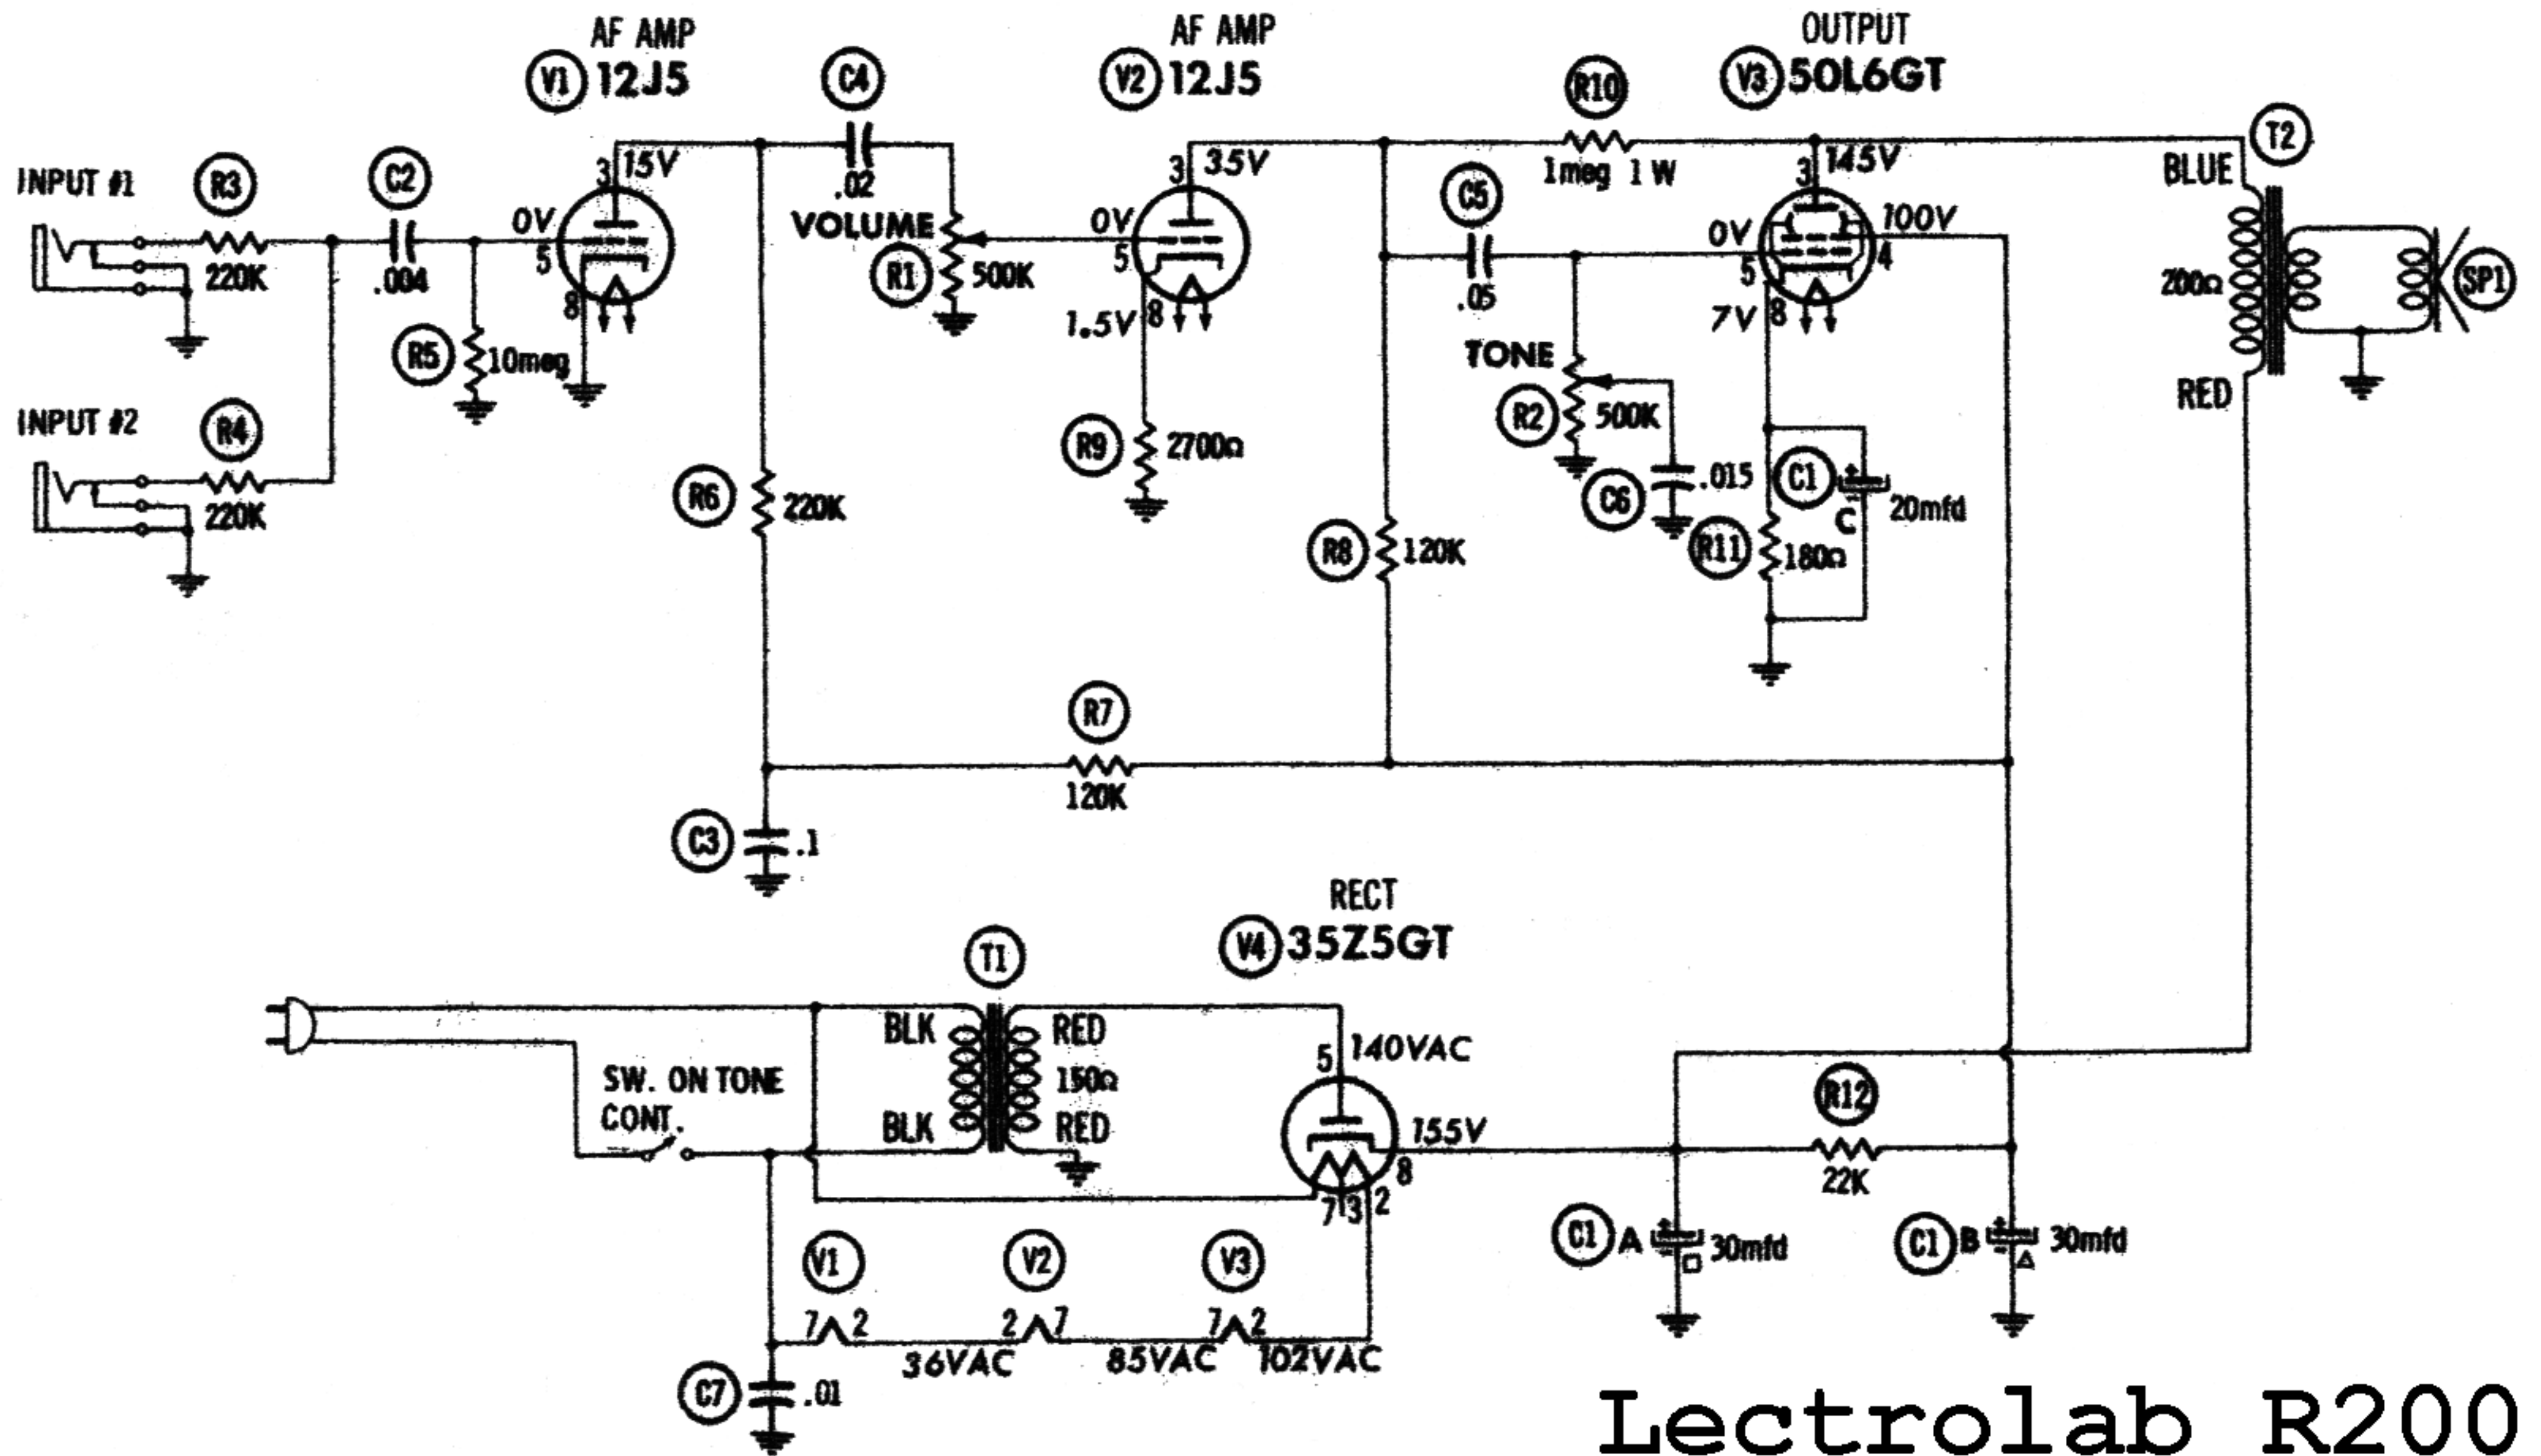 AF AMP
V1 12J5
C4
AF AMP
V2 12J5
R10
OUTPUT
V3 50L6GT
T2
INPUT #1
R3
220K
C2
.004
0V
3
15V
5
8
.02
VOLUME
R1
500K
0V
3
35V
5
8
1.5V
1meg 1 W
C5
.05
0V
3
145V
100V
5
4
7V
8
BLUE
200Ω
RED
SP1
R5
10meg
INPUT #2
R4
220K
R6
220K
R9
2700Ω
TONE
R2
500K
C6
.015
R8
120K
C1
C
20mfd
R11
180Ω
R7
120K
C3
.1
RECT
V4 35Z5GT
T1
BLK
RED
150Ω
BLK
RED
SW. ON TONE
CONT.
5
140VAC
155V
8
7
3
2
R12
22K
C1 A
30mfd
C1 B
30mfd
V1
V2
V3
7 2
2 7
7 2
36VAC
85VAC
102VAC
C7
.01
Lectrolab R200